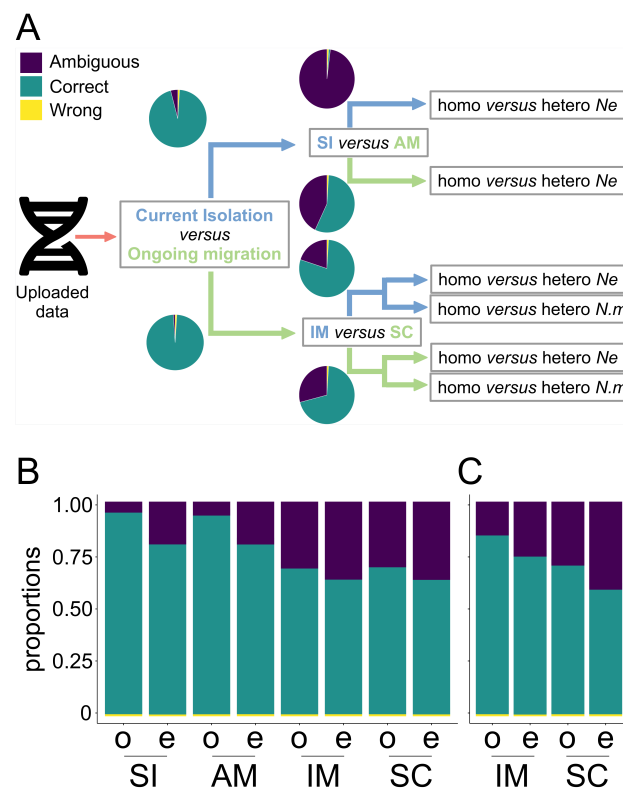 A
Ambiguous
Correct
Wrong
homo versus hetero Ne
SI versus AM
homo versus hetero Ne
Current Isolation
versus
Ongoing migration
Uploaded
data
homo versus hetero Ne
homo versus hetero N.m
IM versus SC
homo versus hetero Ne
homo versus hetero N.m
B
C
proportions
1.00
0.75
0.50
0.25
0
o e o e o e o e
SI AM IM SC
o e o e
IM SC